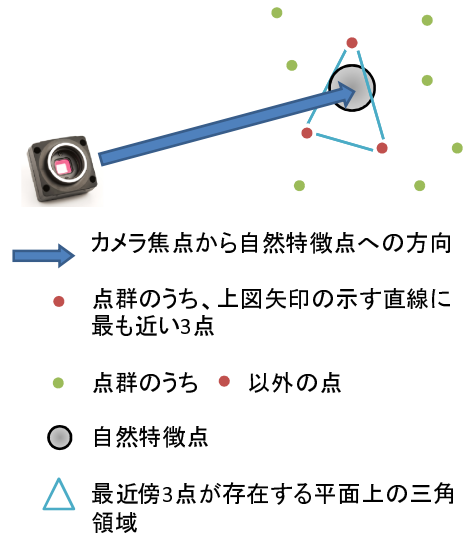 カメラ焦点から自然特徴点への方向
点群のうち、上図矢印の示す直線に
最も近い3点
点群のうち 以外の点
自然特徴点
最近傍3点が存在する平面上の三角
領域